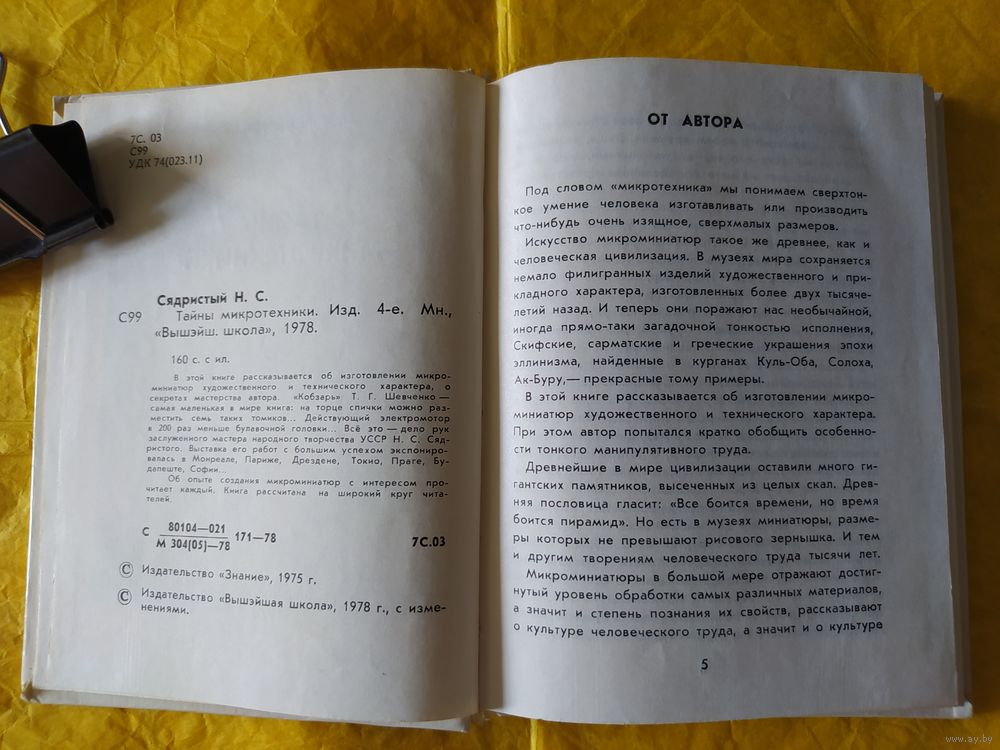 7С. 03
С99
УДК 74(023.11)
Сядристый Н. С.
С99 Тайны микротехники. Изд. 4-е. Мн.,
«Вышэйш. школа», 1978.
160 с. с ил.
В этой книге рассказывается об изготовлении микро-
миниатюр художественного и технического характера, о
секретах мастерства автора. «Кобзарь» Т. Г. Шевченко —
самая маленькая в мире книга: на торце спички можно раз-
местить семь таких томиков... Действующий электромотор
в 200 раз меньше булавочной головки... Всё это — дело рук
заслуженного мастера народного творчества УССР Н. С. Сяд-
ристого. Выставка его работ с большим успехом экспониро-
валась в Монреале, Париже, Дрездене, Токио, Праге, Бу-
дапеште, Софии...
Об опыте создания микроминиатюр с интересом про-
читает каждый. Книга рассчитана на широкий круг чита-
телей.
С 80104—021
М 304(05)—78 171—78 7С.03
© Издательство «Знание», 1975 г.
© Издательство «Вышэйшая школа», 1978 г., с изме-
нениями.
ОТ АВТОРА
Под словом «микротехника» мы понимаем сверхтон-
кое умение человека изготавливать или производить
что-нибудь очень изящное, сверхмалых размеров.
Искусство микроминиатюр такое же древнее, как и
человеческая цивилизация. В музеях мира сохраняется
немало филигранных изделий художественного и при-
кладного характера, изготовленных более двух тысяче-
летий назад. И теперь они поражают нас необычайной,
иногда прямо-таки загадочной тонкостью исполнения,
Скифские, сарматские и греческие украшения эпохи
эллинизма, найденные в курганах Куль-Оба, Солоха,
Ак-Буру,— прекрасные тому примеры.
В этой книге рассказывается об изготовлении микро-
миниатюр художественного и технического характера.
При этом автор попытался кратко обобщить особенно-
сти тонкого манипулятивного труда.
Древнейшие в мире цивилизации оставили много ги-
гантских памятников, высеченных из целых скал. Древ-
няя пословица гласит: «Все боится времени, но время
боится пирамид». Но есть в музеях миниатюры, разме-
ры которых не превышают рисового зернышка. И тем
и другим творениям человеческого труда тысячи лет.
Микроминиатюры в большой мере отражают достиг-
нутый уровень обработки самых различных материалов,
а значит и степень познания их свойств, рассказывают
о культуре человеческого труда, а значит и о культуре
5
www.ay.by